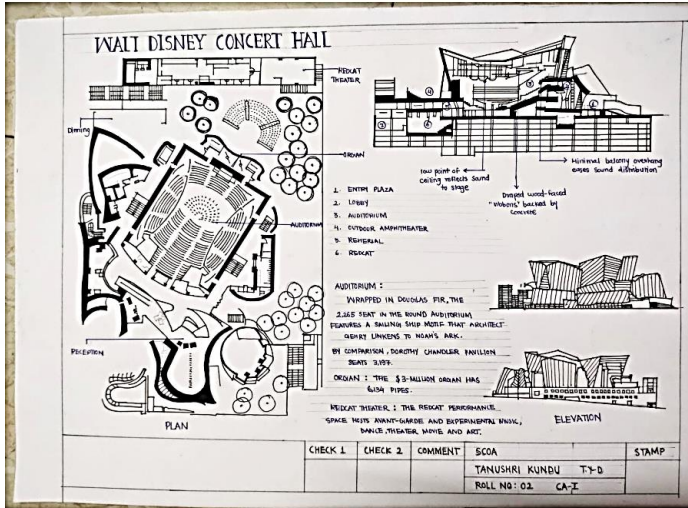 WALT DISNEY CONCERT HALL
REDCAT
THEATER
Dining
ORGAN
AUDITORIUM
RECEPTION
PLAN
low point of
ceiling reflects sound
to stage
Draped wood-faced
"ribbons" backed by
concrete
Minimal balcony overhang
eases sound distribution
1. ENTRY PLAZA
2. LOBBY
3. AUDITORIUM
4. OUTDOOR AMPHITHEATER
5. REHERSAL
6. REDCAT
AUDITORIUM :
WRAPPED IN DOUGLAS FIR, THE
2,265 SEAT IN THE ROUND AUDITORIUM
FEATURES A SAILING SHIP MOTIF THAT ARCHITECT
GEHRY LINKENS TO NOAH'S ARK.
BY COMPARISON, DOROTHY CHANDLER PAVILION
SEATS 3,197.
ORGAN : THE $3-MILLION ORGAN HAS
6,134 PIPES.
REDCAT THEATER : THE REDCAT PERFORMANCE
SPACE HOSTS AVANT-GARDE AND EXPERIMENTAL MUSIC,
DANCE, THEATER MOVIE AND ART.
ELEVATION
CHECK 1 CHECK 2 COMMENT SCOA STAMP
TANUSHRI KUNDU T.Y-D
ROLL NO: 02 CA-I